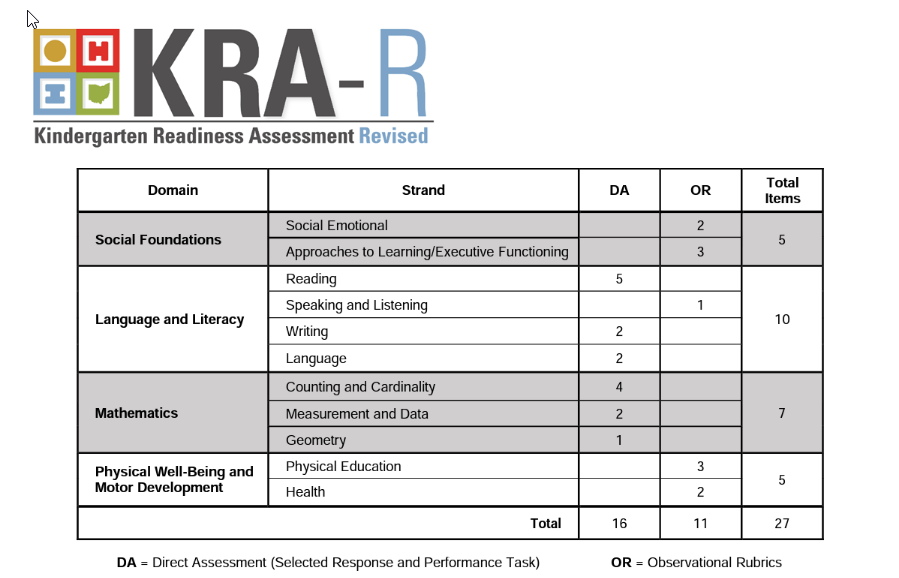 OHIO
KRA-R
Kindergarten Readiness Assessment Revised
Domain Strand DA OR Total Items
Social Foundations Social Emotional 2 5
Approaches to Learning/Executive Functioning 3
Language and Literacy Reading 5 10
Speaking and Listening 1
Writing 2
Language 2
Mathematics Counting and Cardinality 4 7
Measurement and Data 2
Geometry 1
Physical Well-Being and Motor Development Physical Education 3 5
Health 2
Total 16 11 27
DA = Direct Assessment (Selected Response and Performance Task) OR = Observational Rubrics